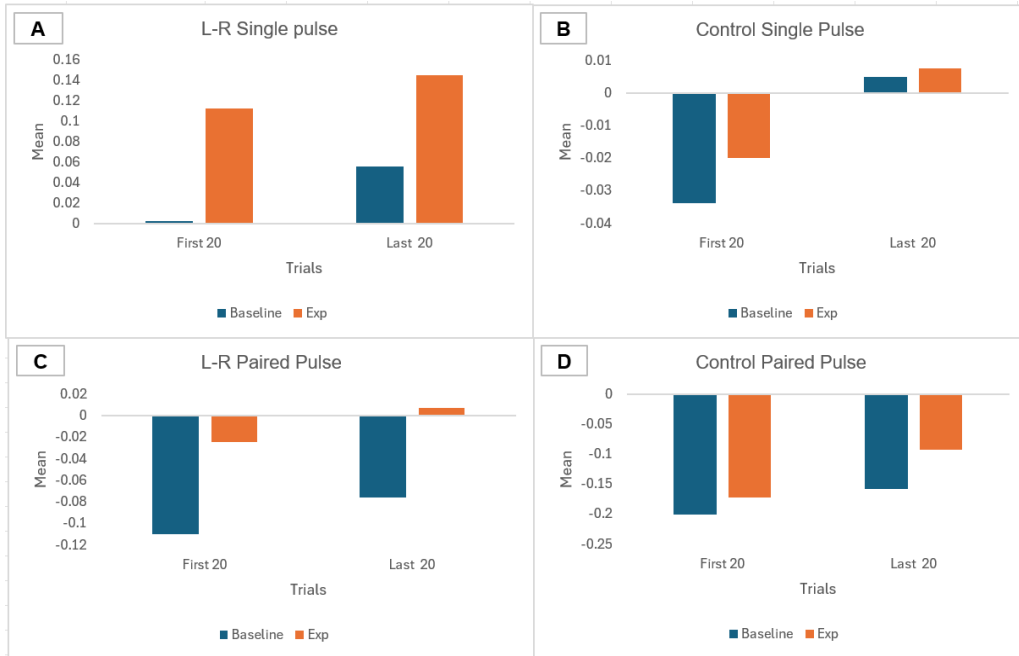 A
L-R Single pulse
0.16
0.14
0.12
0.1
0.08
0.06
0.04
0.02
0
Mean
First 20
Last 20
Trials
Baseline
Exp
B
Control Single Pulse
0.01
0
-0.01
-0.02
-0.03
-0.04
Mean
First 20
Last 20
Trials
Baseline
Exp
C
L-R Paired Pulse
0.02
0
-0.02
-0.04
-0.06
-0.08
-0.1
-0.12
Mean
First 20
Last 20
Trials
Baseline
Exp
D
Control Paired Pulse
0
-0.05
-0.1
-0.15
-0.2
-0.25
Mean
First 20
Last 20
Trials
Baseline
Exp